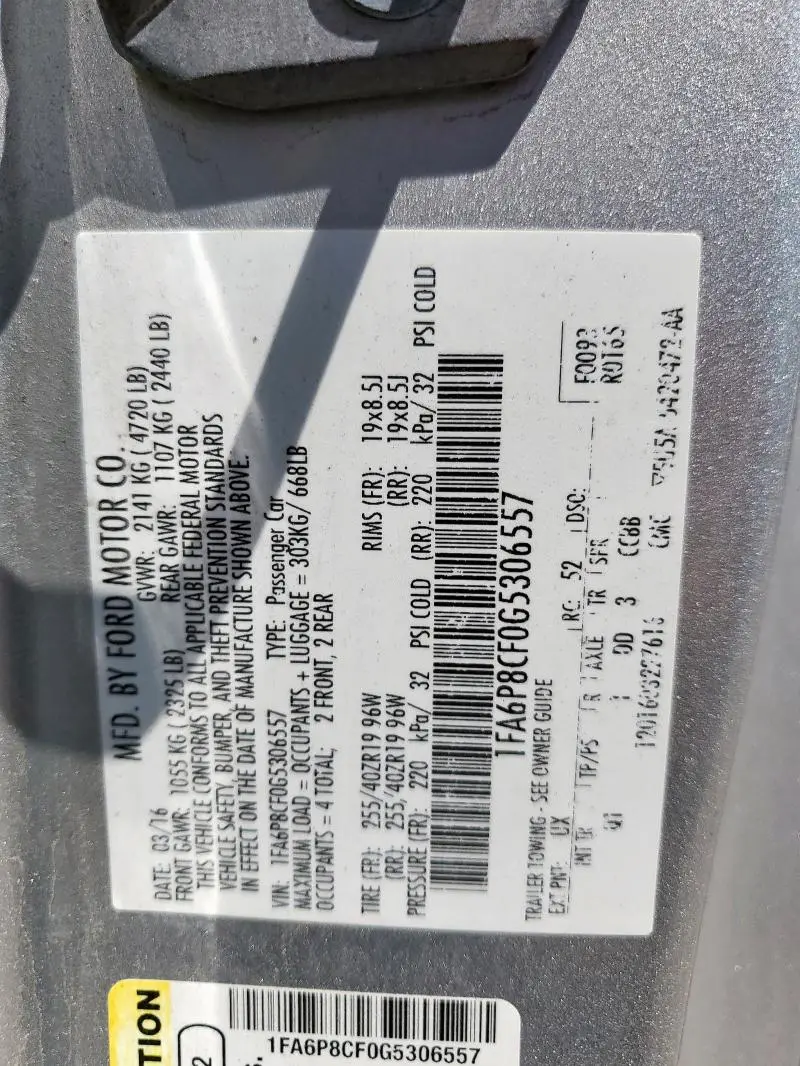 MFD. BY FORD MOTOR CO.
DATE: 03/16 GVWR: 2141 KG ( 4720 LB)
FRONT GAWR: 1055 KG ( 2325 LB) REAR GAWR: 1107 KG ( 2440 LB)
THIS VEHICLE CONFORMS TO ALL APPLICABLE FEDERAL MOTOR
VEHICLE SAFETY, BUMPER, AND THEFT PREVENTION STANDARDS
IN EFFECT ON THE DATE OF MANUFACTURE SHOWN ABOVE.
VIN: 1FA6P8CF0G5306557 TYPE: Passenger Car
MAXIMUM LOAD = OCCUPANTS + LUGGAGE = 303KG/ 668LB
OCCUPANTS = 4 TOTAL; 2 FRONT, 2 REAR
TIRE (FR): 255/40ZR19 96W RIMS (FR): 19x8.5J
(RR): 255/40ZR19 96W (RR): 19x8.5J
PRESSURE (FR): 220 kPa/ 32 PSI COLD (RR): 220 kPa/ 32 PSI COLD
1FA6P8CF0G5306557
TRAILER TOWING - SEE OWNER GUIDE
EXT PNT: UX RC: 52 DSO:
F0093
R0165
INT TR TP/PS R AXLE TR SPR
3 CCBB
TION
2
1FA6P8CF0G5306557